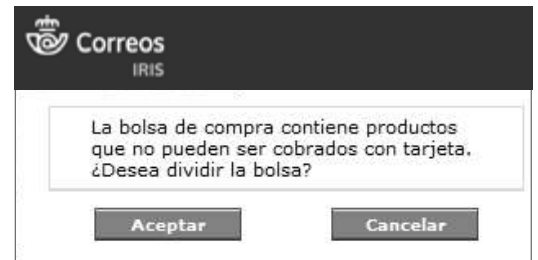 Correos
IRIS
La bolsa de compra contiene productos
que no pueden ser cobrados con tarjeta.
¿Desea dividir la bolsa?
Aceptar Cancelar